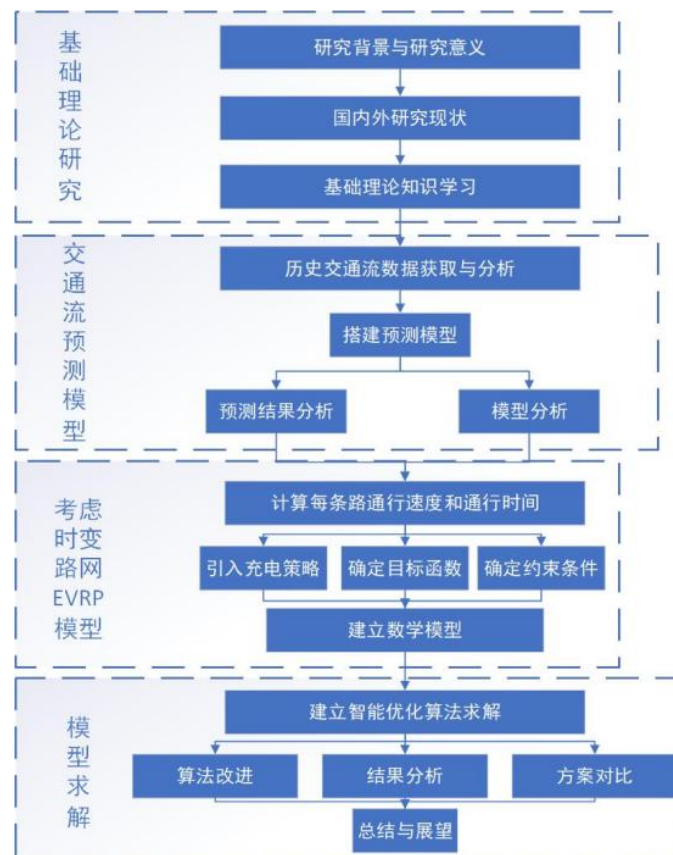 基础理论研究
研究背景与研究意义
国内外研究现状
基础理论知识学习
交通流预测模型
历史交通流数据获取与分析
搭建预测模型
预测结果分析
模型分析
考虑
时变
路网
EVRP
模型
计算每条路通行速度和通行时间
引入充电策略
确定目标函数
确定约束条件
建立数学模型
模型求解
建立智能优化算法求解
算法改进
结果分析
方案对比
总结与展望